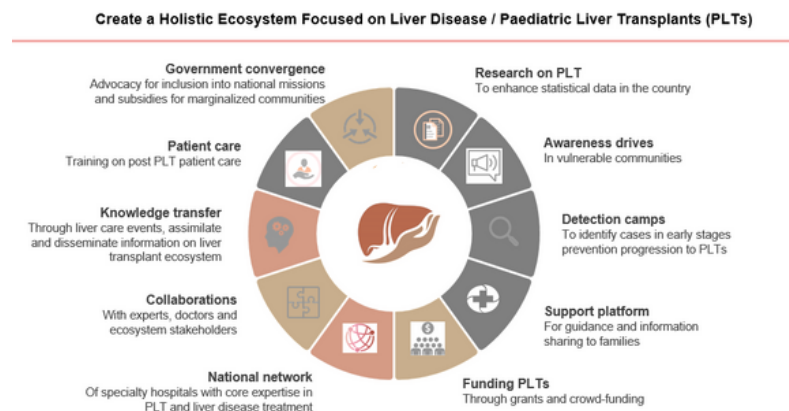 Create a Holistic Ecosystem Focused on Liver Disease / Paediatric Liver Transplants (PLTs)
Government convergence
Advocacy for inclusion into national missions
and subsidies for marginalized communities
Research on PLT
To enhance statistical data in the country
Patient care
Training on post PLT patient care
Awareness drives
In vulnerable communities
Knowledge transfer
Through liver care events, assimilate
and disseminate information on liver
transplant ecosystem
Detection camps
To identify cases in early stages
prevention progression to PLTs
Collaborations
With experts, doctors and
ecosystem stakeholders
Support platform
For guidance and information
sharing to families
National network
Of specialty hospitals with core expertise in
PLT and liver disease treatment
Funding PLTs
Through grants and crowd-funding
$